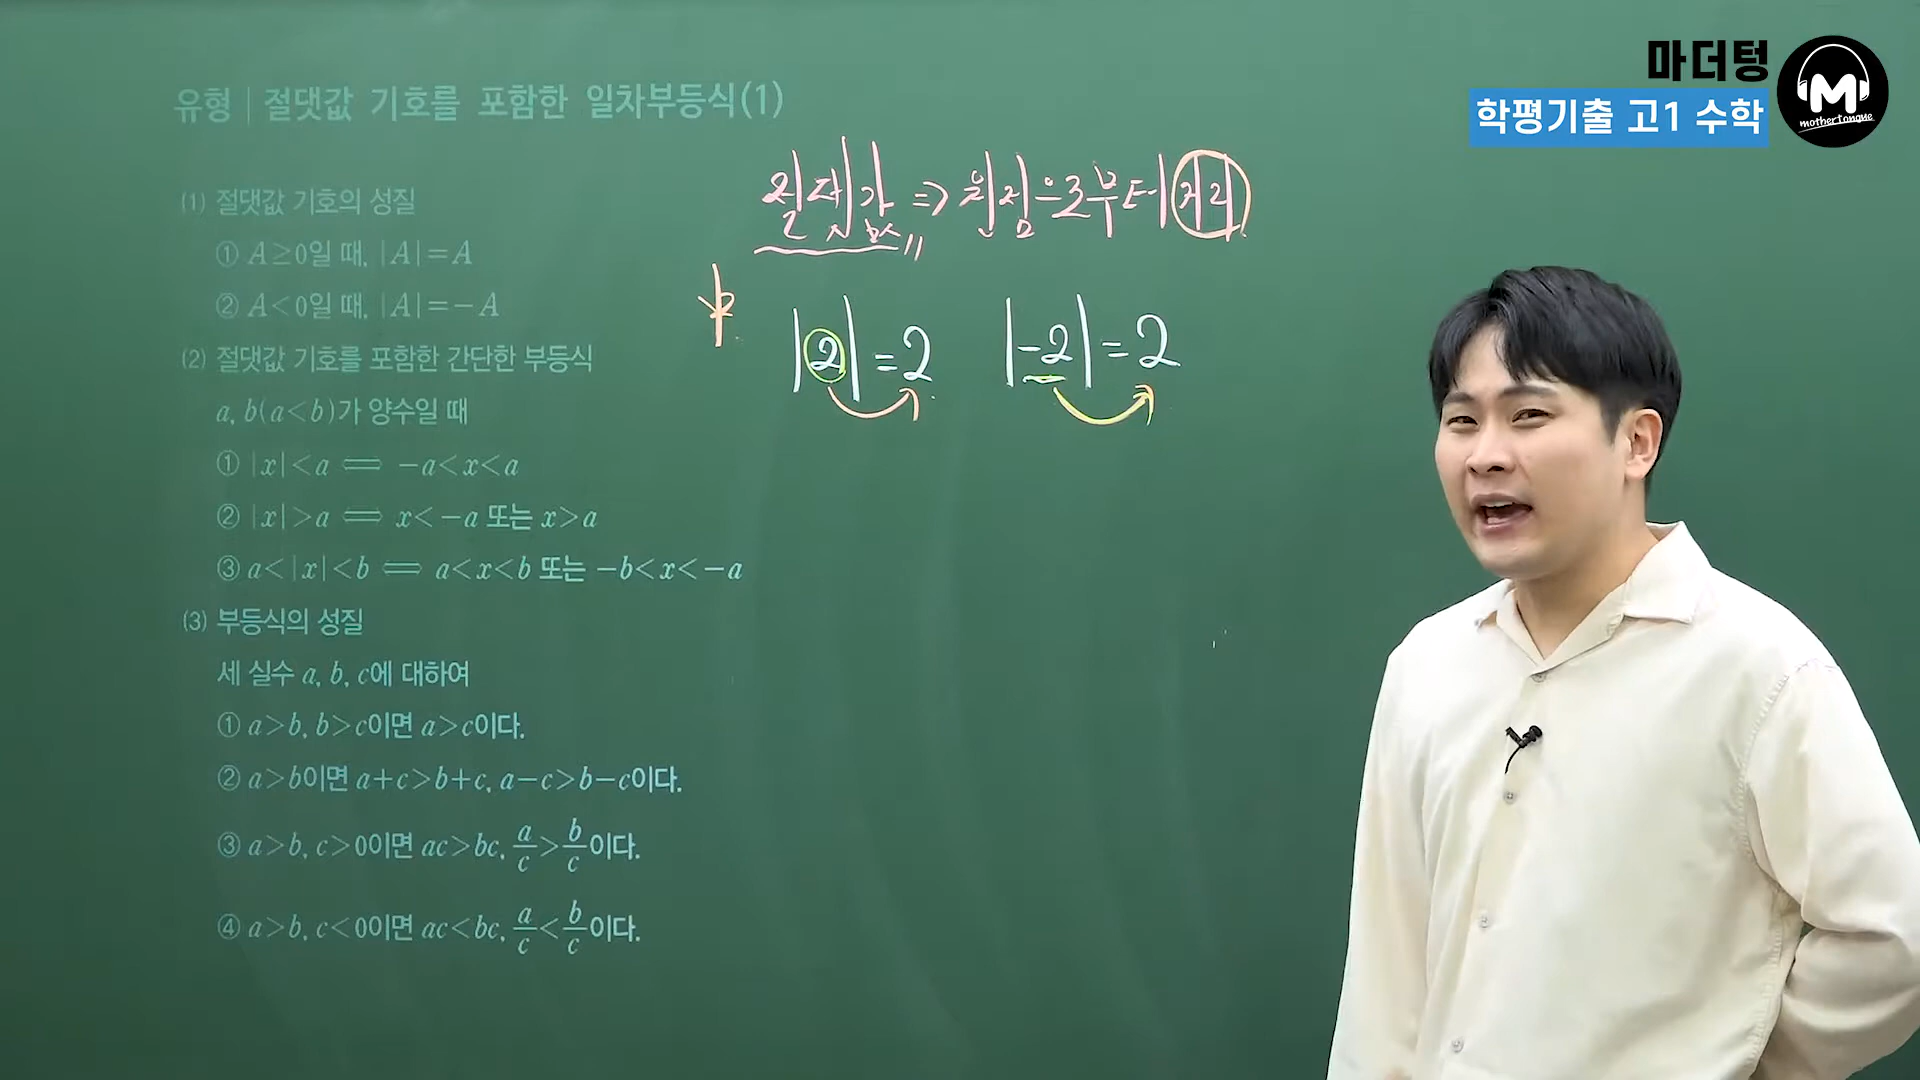 마더텅
학평기출 고1 수학
mothertongue
유형 | 절댓값 기호를 포함한 일차부등식(1)
(1) 절댓값 기호의 성질
① A≥0일 때, |A|=A
② A<0일 때, |A|=-A
(2) 절댓값 기호를 포함한 간단한 부등식
a, b(a<b)가 양수일 때
① |x|<a ⟺ -a<x<a
② |x|>a ⟺ x<-a 또는 x>a
③ a<|x|<b ⟺ a<x<b 또는 -b<x<-a
(3) 부등식의 성질
세 실수 a, b, c에 대하여
① a>b, b>c이면 a>c이다.
② a>b이면 a+c>b+c, a-c>b-c이다.
③ a>b, c>0이면 ac>bc, a/c>b/c이다.
④ a>b, c<0이면 ac<bc, a/c<b/c이다.
절댓값 ⇒ 원점으로부터 거리
|2|=2 |-2|=2